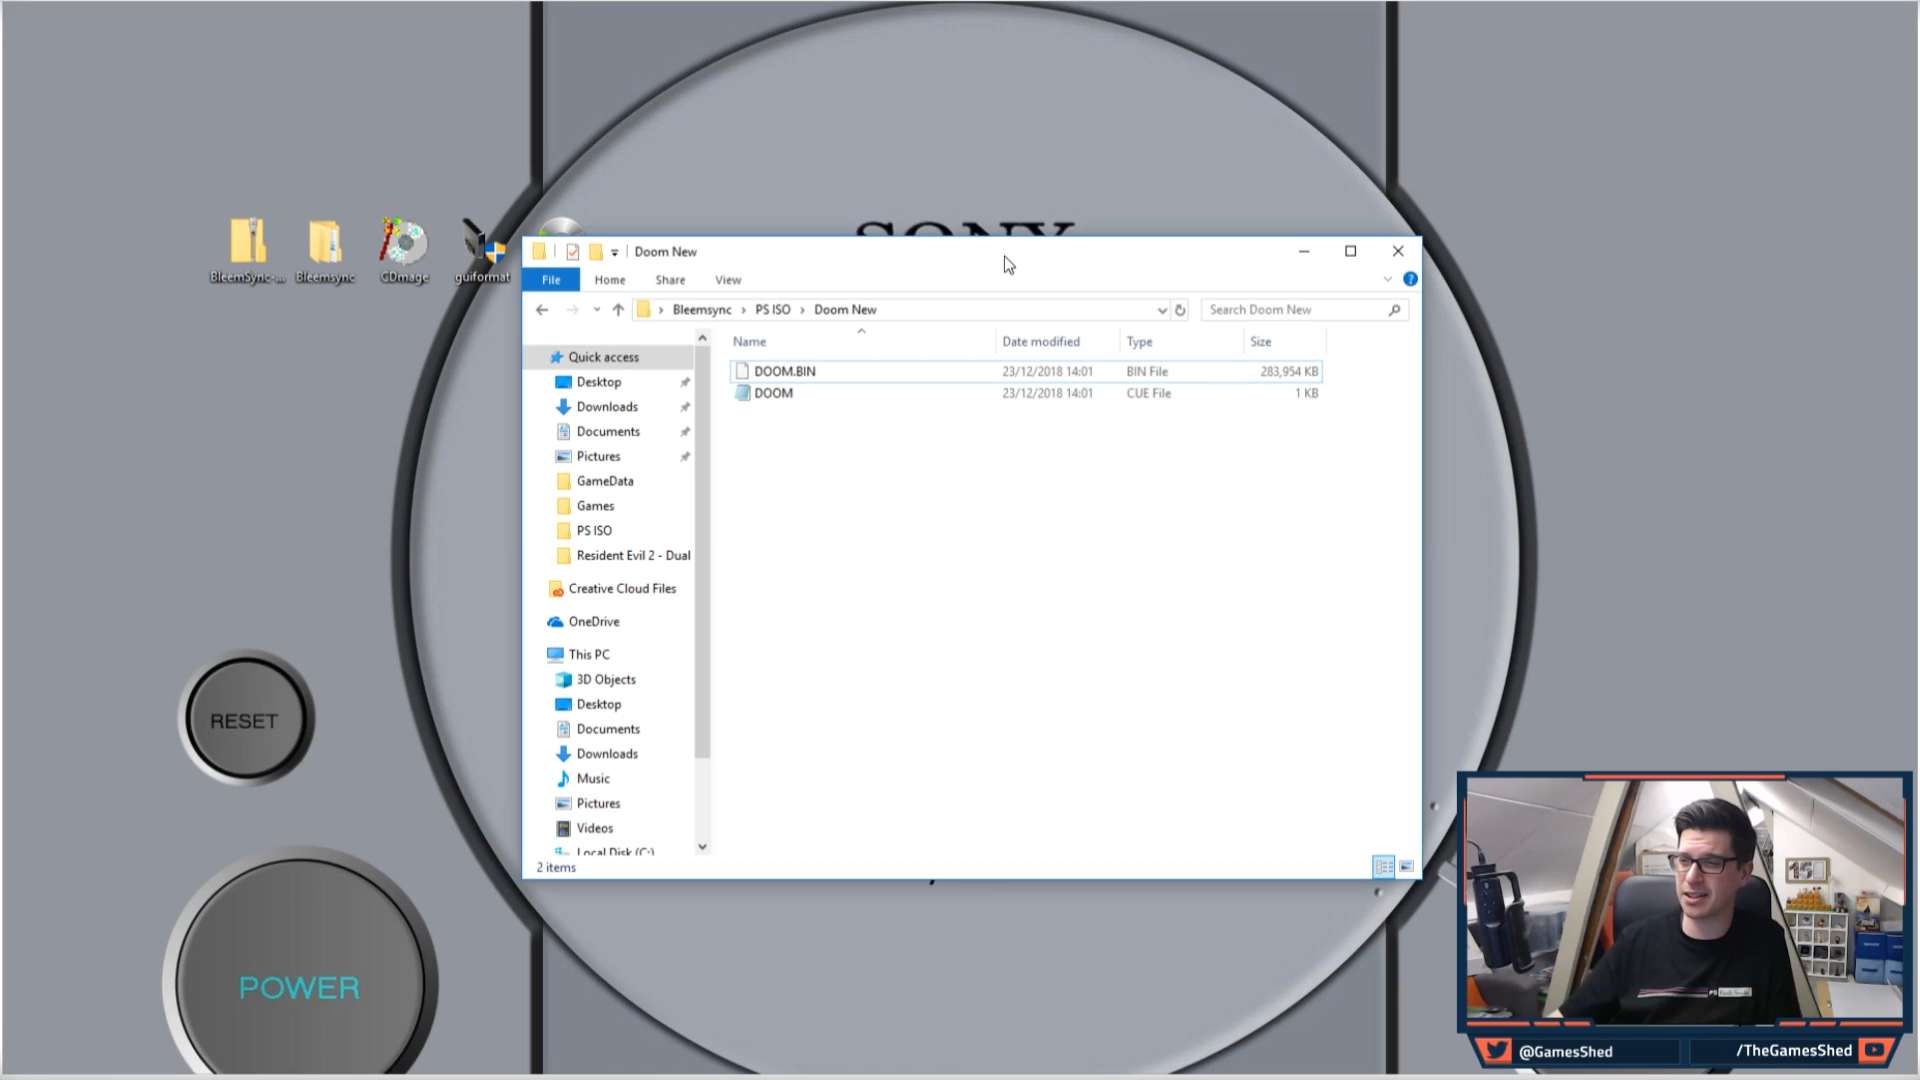 SONY
BleemSync-...
Bleemsync
CDmage
guiformat
Doom New
File
Home
Share
View
Bleemsync
PS ISO
Doom New
Search Doom New
Name
Date modified
Type
Size
DOOM.BIN
23/12/2018 14:01
BIN File
283,954 KB
DOOM
23/12/2018 14:01
CUE File
1 KB
Quick access
Desktop
Downloads
Documents
Pictures
GameData
Games
PS ISO
Resident Evil 2 - Dual
Creative Cloud Files
OneDrive
This PC
3D Objects
Desktop
Documents
Downloads
Music
Pictures
Videos
Local Disk (C:)
2 items
RESET
POWER
@GamesShed
/TheGamesShed